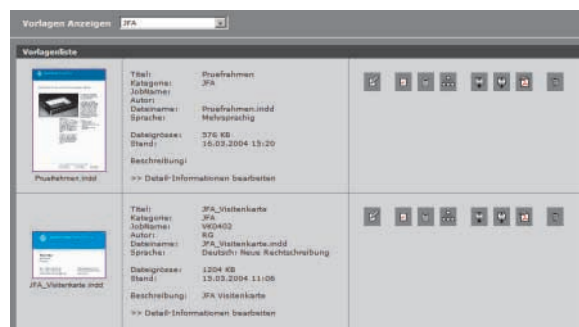 Vorlagen Anzeigen JFA
Vorlagenliste
Titel: Pruefrahmen
Kategorie: JFA
JobName:
Autor:
Dateiname: Pruefrahmen.indd
Sprache: Mehrsprachig
Dateigroesse: 576 KB
Stand: 16.03.2004 15:20
Beschreibung:
>> Detail-Informationen bearbeiten
Pruefrahmen.indd
Titel: JFA_Visitenkarte
Kategorie: JFA
JobName: VK0402
Autor: RG
Dateiname: JFA_Visitenkarte.indd
Sprache: Deutsch: Neue Rechtschreibung
Dateigroesse: 1204 KB
Stand: 15.03.2004 11:06
Beschreibung: JFA Visitenkarte
>> Detail-Informationen bearbeiten
JFA_Visitenkarte.indd